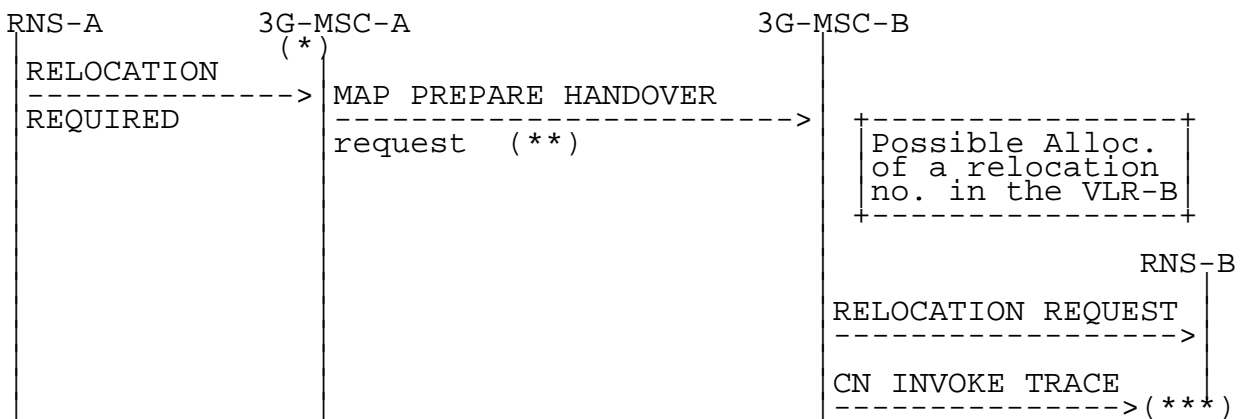 RNS-A 3G-MSC-A 3G-MSC-B
(*)
RELOCATION
-------------->
REQUIRED
MAP PREPARE HANDOVER
------------------------>
request (**)
Possible Alloc.
of a relocation
no. in the VLR-B
RNS-B
RELOCATION REQUEST
------------------>
CN INVOKE TRACE
--------------->(***)